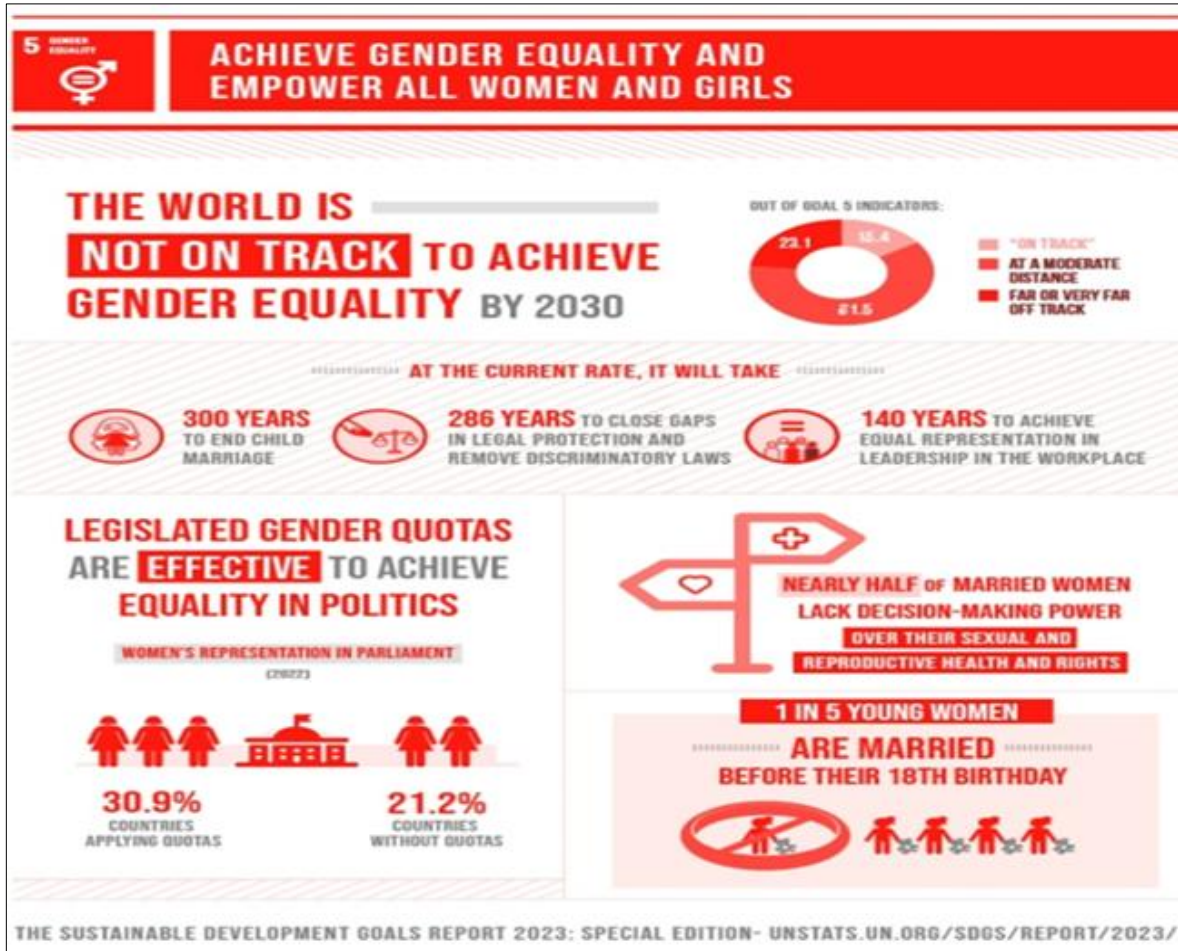 5 GENDER
EQUALITY
ACHIEVE GENDER EQUALITY AND
EMPOWER ALL WOMEN AND GIRLS
THE WORLD IS
NOT ON TRACK TO ACHIEVE
GENDER EQUALITY BY 2030
OUT OF GOAL 5 INDICATORS:
23.1
15.4
61.5
"ON TRACK"
AT A MODERATE
DISTANCE
FAR OR VERY FAR
OFF TRACK
AT THE CURRENT RATE, IT WILL TAKE
300 YEARS
TO END CHILD
MARRIAGE
286 YEARS TO CLOSE GAPS
IN LEGAL PROTECTION AND
REMOVE DISCRIMINATORY LAWS
140 YEARS TO ACHIEVE
EQUAL REPRESENTATION IN
LEADERSHIP IN THE WORKPLACE
LEGISLATED GENDER QUOTAS
ARE EFFECTIVE TO ACHIEVE
EQUALITY IN POLITICS
WOMEN'S REPRESENTATION IN PARLIAMENT
(2022)
30.9%
COUNTRIES
APPLYING QUOTAS
21.2%
COUNTRIES
WITHOUT QUOTAS
NEARLY HALF OF MARRIED WOMEN
LACK DECISION-MAKING POWER
OVER THEIR SEXUAL AND
REPRODUCTIVE HEALTH AND RIGHTS
1 IN 5 YOUNG WOMEN
ARE MARRIED
BEFORE THEIR 18TH BIRTHDAY
THE SUSTAINABLE DEVELOPMENT GOALS REPORT 2023: SPECIAL EDITION- UNSTATS.UN.ORG/SDGS/REPORT/2023/